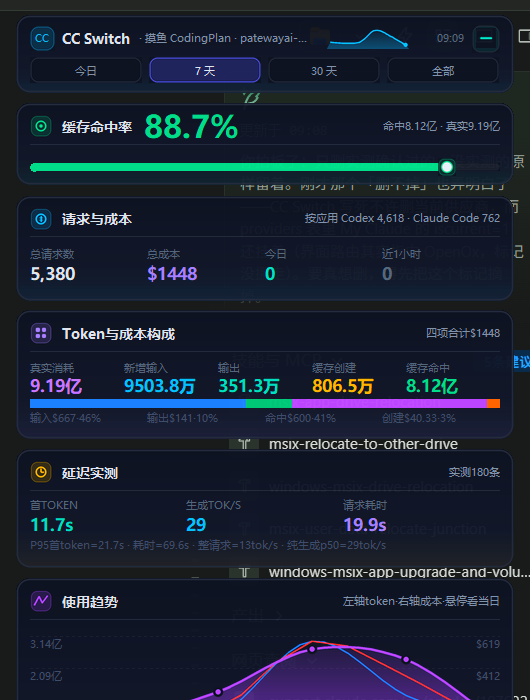 CC CC Switch · 摸鱼 CodingPlan · patewayai-... 09:09
今日 7 天 30 天 全部
缓存命中率 88.7% 命中8.12亿 · 真实9.19亿
请求与成本 按应用 Codex 4,618 · Claude Code 762
总请求数 总成本 今日 近1小时
5,380 $1448 0 0
Token与成本构成 四项合计$1448
真实消耗 新增输入 输出 缓存创建 缓存命中
9.19亿 9503.8万 351.3万 806.5万 8.12亿
输入$667·46% 输出$141·10% 命中$600·41% 创建$40.33·3%
msix-relocate-to-other-drive
延迟实测 实测180条
windows-msix-drive-relocation
首TOKEN 生成TOK/S 请求耗时
11.7s 29 19.9s
P95首token=21.7s · 耗时=69.6s · 整请求=13tok/s · 纯生成p50=29tok/s
windows-msix-app-upgrade-and-volu...
使用趋势 左轴token·右轴成本·悬停看当日
3.14亿 $619
2.09亿 $412